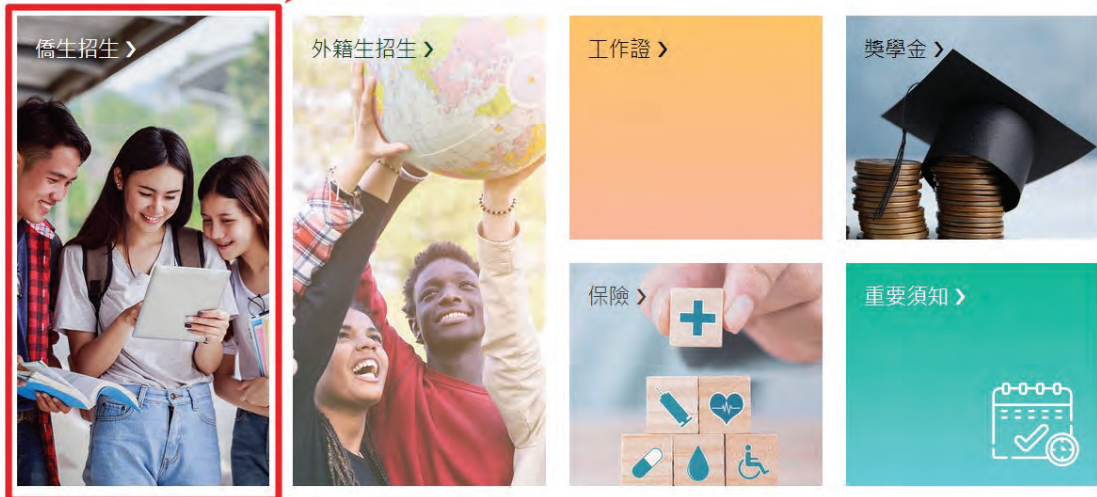 僑生招生 ❯
外籍生招生 ❯
工作證 ❯
獎學金 ❯
保險 ❯
重要須知 ❯